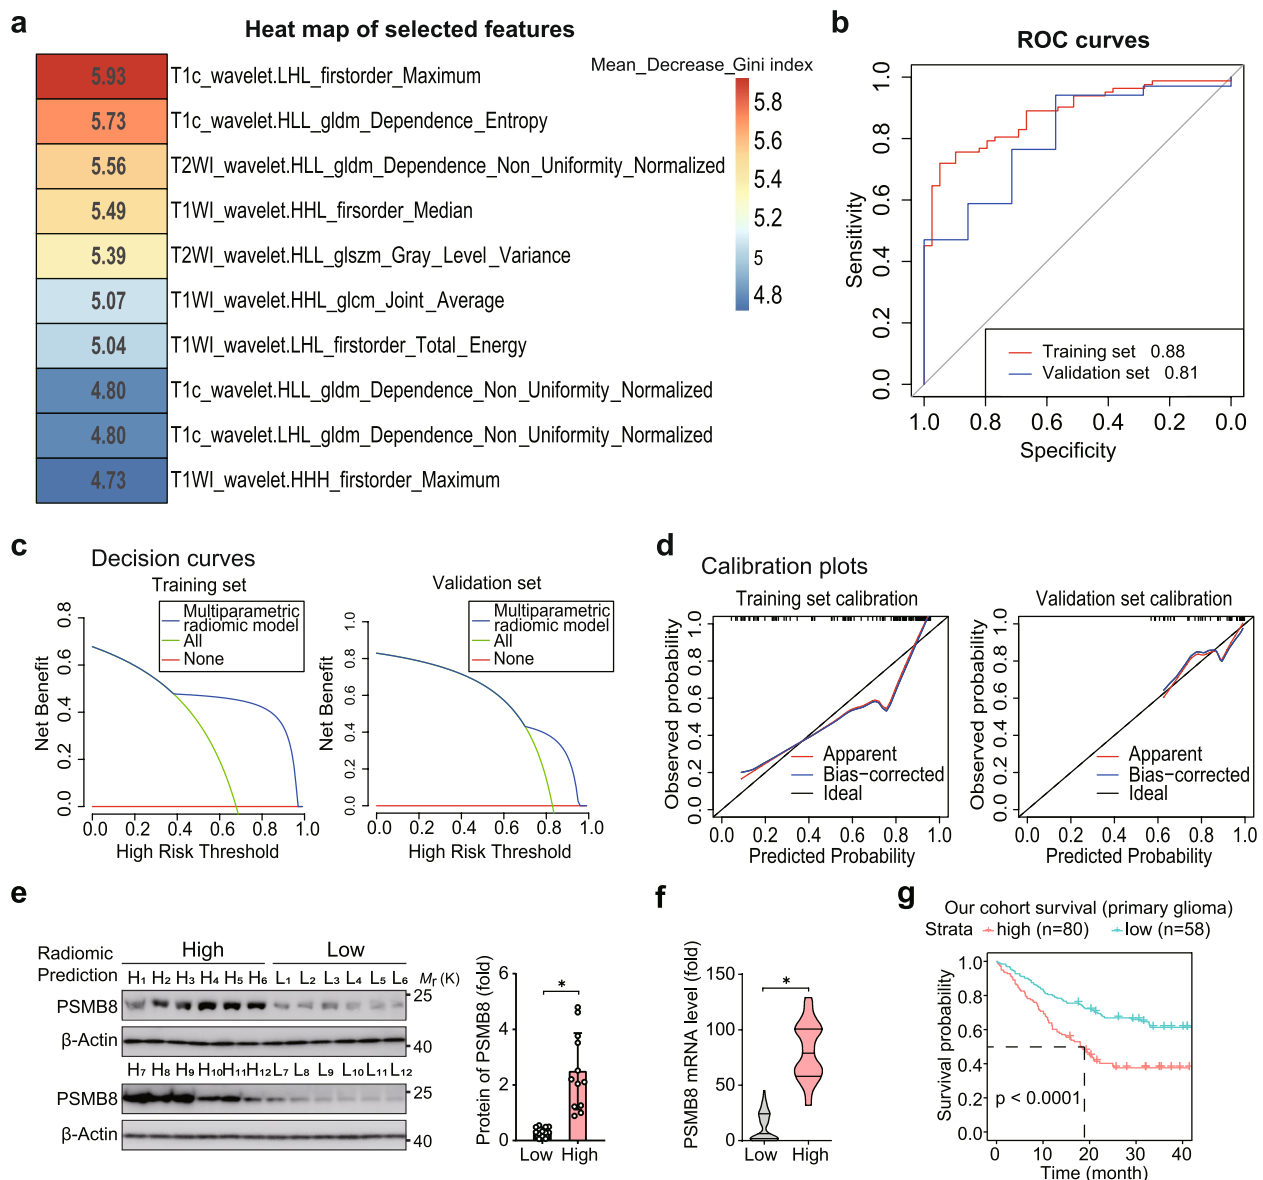 a
Heat map of selected features
5.93 T1c_wavelet.LHL_firstorder_Maximum
5.73 T1c_wavelet.HLL_gldm_Dependence_Entropy
5.56 T2WI_wavelet.HLL_gldm_Dependence_Non_Uniformity_Normalized
5.49 T1WI_wavelet.HHL_firsorder_Median
5.39 T2WI_wavelet.HLL_glszm_Gray_Level_Variance
5.07 T1WI_wavelet.HHL_glcm_Joint_Average
5.04 T1WI_wavelet.LHL_firstorder_Total_Energy
4.80 T1c_wavelet.HLL_gldm_Dependence_Non_Uniformity_Normalized
4.80 T1c_wavelet.LHL_gldm_Dependence_Non_Uniformity_Normalized
4.73 T1WI_wavelet.HHH_firstorder_Maximum
Mean_Decrease_Gini index
5.8
5.6
5.4
5.2
5
4.8
b
ROC curves
Sensitivity
1.0
0.8
0.6
0.4
0.2
0.0
Training set 0.88
Validation set 0.81
1.0 0.8 0.6 0.4 0.2 0.0
Specificity
c
Decision curves
Training set
Multiparametric
radiomic model
All
None
Net Benefit
0.8
0.6
0.4
0.2
0.0
0.0 0.2 0.4 0.6 0.8 1.0
High Risk Threshold
Validation set
Multiparametric
radiomic model
All
None
Net Benefit
1.0
0.8
0.6
0.4
0.2
0.0
0.0 0.2 0.4 0.6 0.8 1.0
High Risk Threshold
d
Calibration plots
Training set calibration
Observed probability
1.0
0.8
0.6
0.4
0.2
0.0
Apparent
Bias-corrected
Ideal
0.0 0.2 0.4 0.6 0.8 1.0
Predicted Probability
Validation set calibration
Observed probability
1.0
0.8
0.6
0.4
0.2
0.0
Apparent
Bias-corrected
Ideal
0.0 0.2 0.4 0.6 0.8 1.0
Predicted Probability
e
Radiomic
Prediction
High Low
H1 H2 H3 H4 H5 H6 L1 L2 L3 L4 L5 L6 Mr (K)
PSMB8 25
β-Actin 40
H7 H8 H9 H10 H11 H12 L7 L8 L9 L10 L11 L12
PSMB8 25
β-Actin 40
Protein of PSMB8 (fold)
6
4
2
0
*
Low High
f
PSMB8 mRNA level (fold)
150
100
50
0
*
Low High
g
Our cohort survival (primary glioma)
Strata high (n=80) low (n=58)
Survival probability
1.0
0.8
0.6
0.4
0.2
0.0
p < 0.0001
0 10 20 30 40
Time (month)